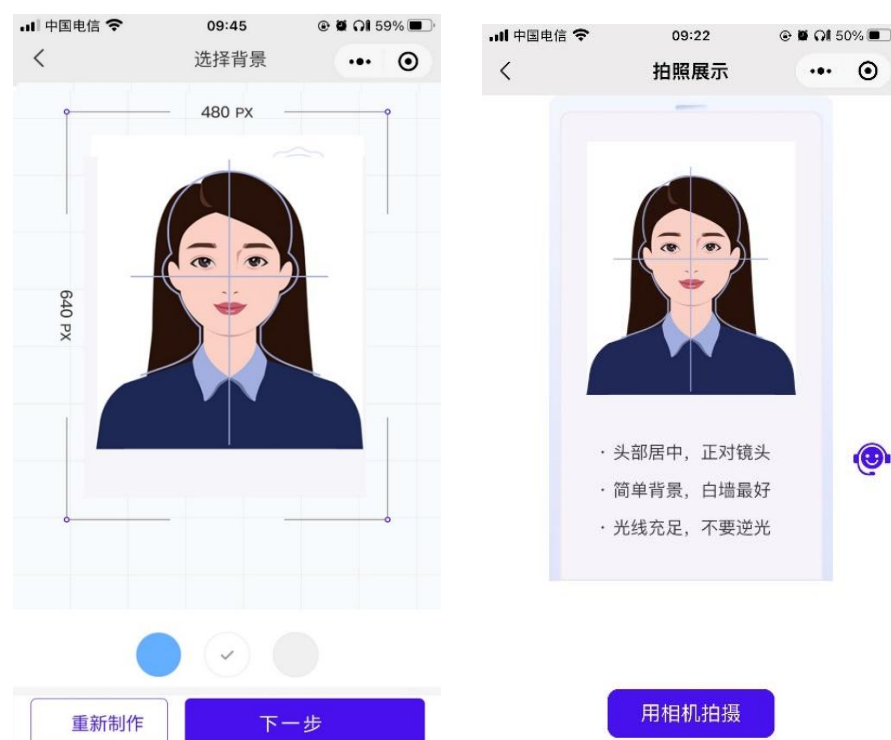 中国电信 09:45 59%
选择背景
480 PX
640 PX
重新制作 下一步
中国电信 09:22 50%
拍照展示
· 头部居中，正对镜头
· 简单背景，白墙最好
· 光线充足，不要逆光
用相机拍摄